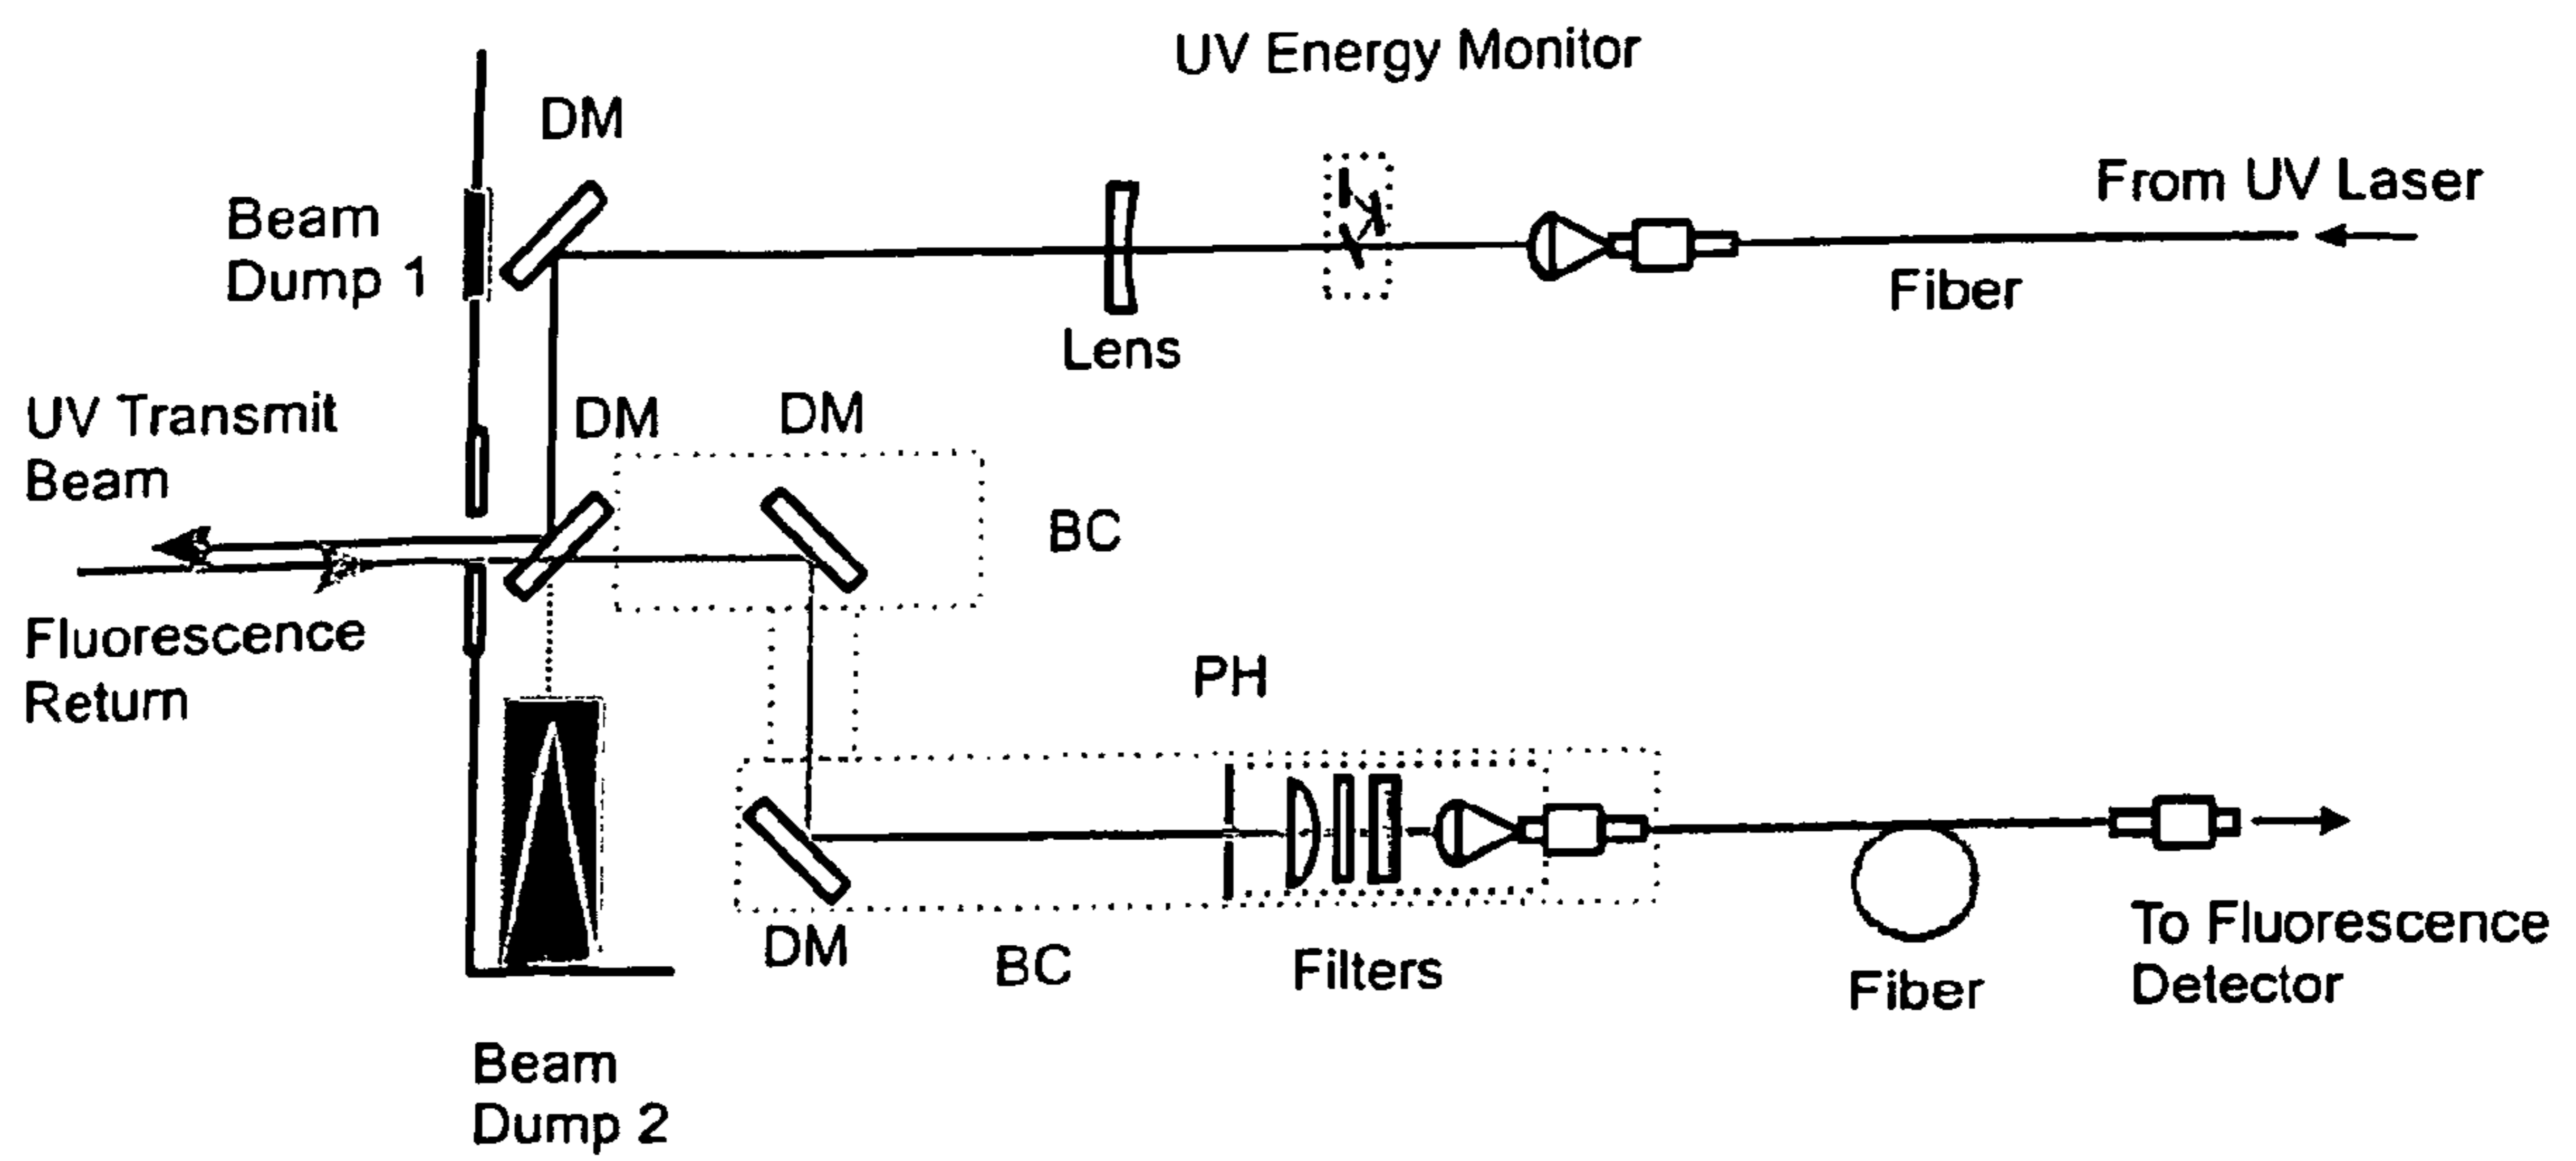 UV Energy Monitor
DM
From UV Laser
Beam
Dump 1
Fiber
Lens
UV Transmit
Beam
DM
DM
BC
Fluorescence
Return
PH
DM
BC
Filters
Fiber
To Fluorescence
Detector
Beam
Dump 2